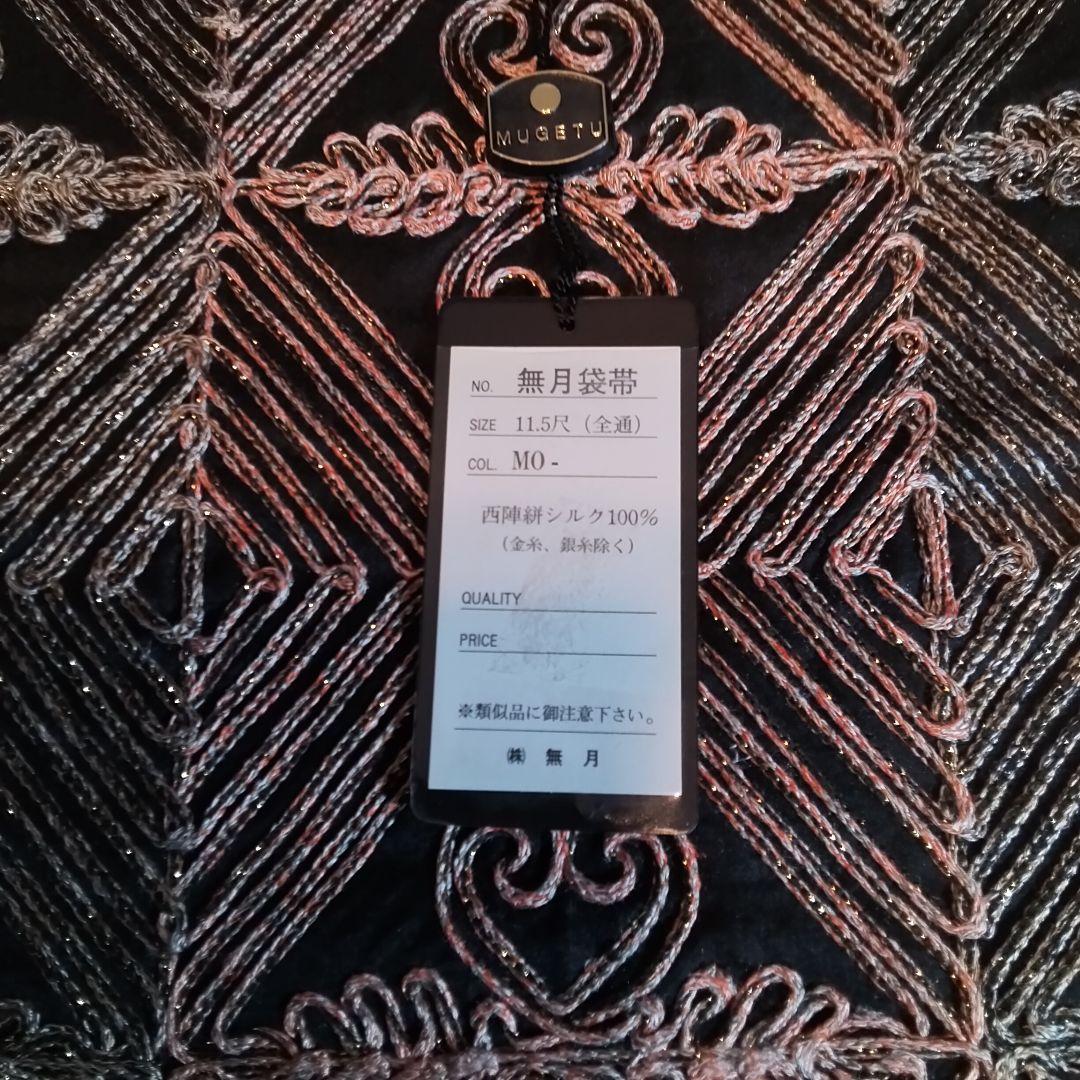 MUGETU
NO. 無月袋帯
SIZE 11.5尺（全通）
COL. MO -
西陣絣シルク100%
（金糸、銀糸除く）
QUALITY
PRICE
※類似品に御注意下さい。
㈱ 無 月